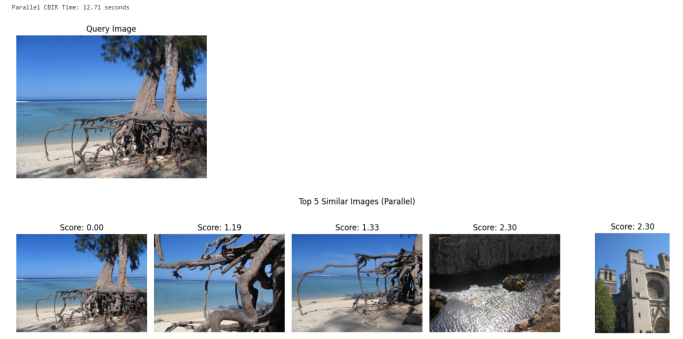 Parallel CBIR Time: 12.71 seconds
Query Image
Top 5 Similar Images (Parallel)
Score: 0.00 Score: 1.19 Score: 1.33 Score: 2.30 Score: 2.30